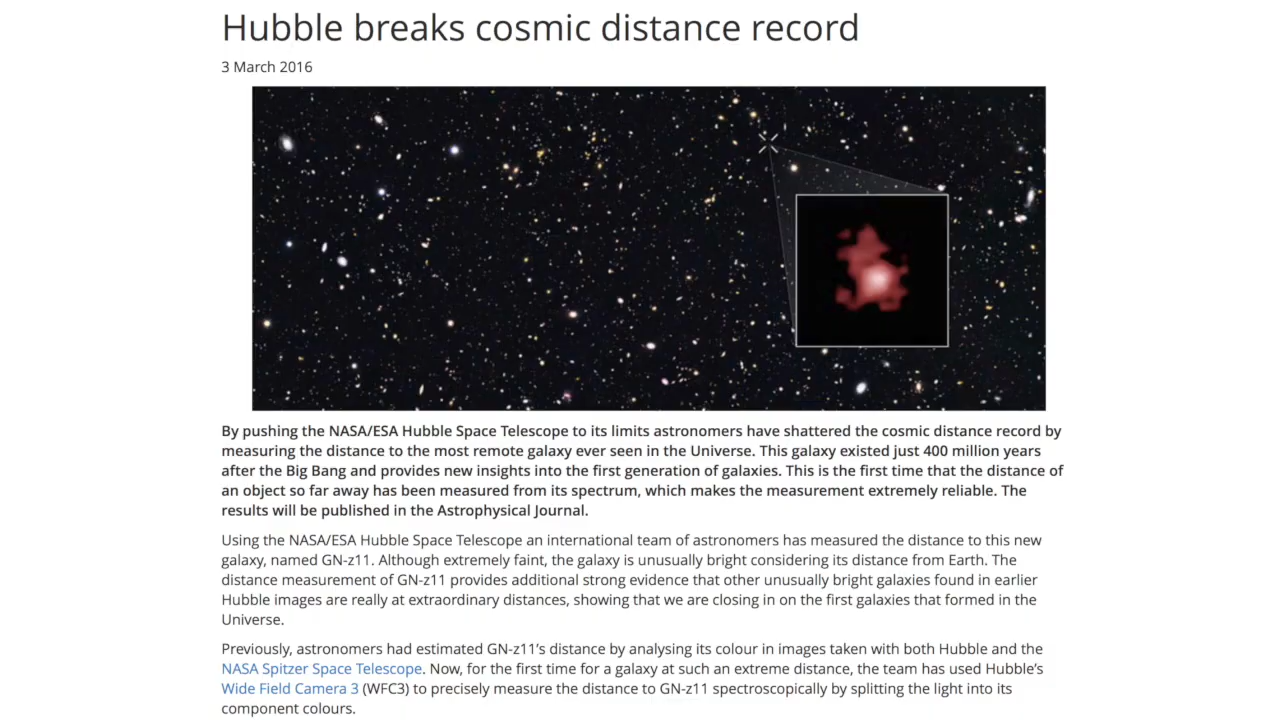 Hubble breaks cosmic distance record
3 March 2016
By pushing the NASA/ESA Hubble Space Telescope to its limits astronomers have shattered the cosmic distance record by
measuring the distance to the most remote galaxy ever seen in the Universe. This galaxy existed just 400 million years
after the Big Bang and provides new insights into the first generation of galaxies. This is the first time that the distance of
an object so far away has been measured from its spectrum, which makes the measurement extremely reliable. The
results will be published in the Astrophysical Journal.
Using the NASA/ESA Hubble Space Telescope an international team of astronomers has measured the distance to this new
galaxy, named GN-z11. Although extremely faint, the galaxy is unusually bright considering its distance from Earth. The
distance measurement of GN-z11 provides additional strong evidence that other unusually bright galaxies found in earlier
Hubble images are really at extraordinary distances, showing that we are closing in on the first galaxies that formed in the
Universe.
Previously, astronomers had estimated GN-z11’s distance by analysing its colour in images taken with both Hubble and the
NASA Spitzer Space Telescope. Now, for the first time for a galaxy at such an extreme distance, the team has used Hubble’s
Wide Field Camera 3 (WFC3) to precisely measure the distance to GN-z11 spectroscopically by splitting the light into its
component colours.